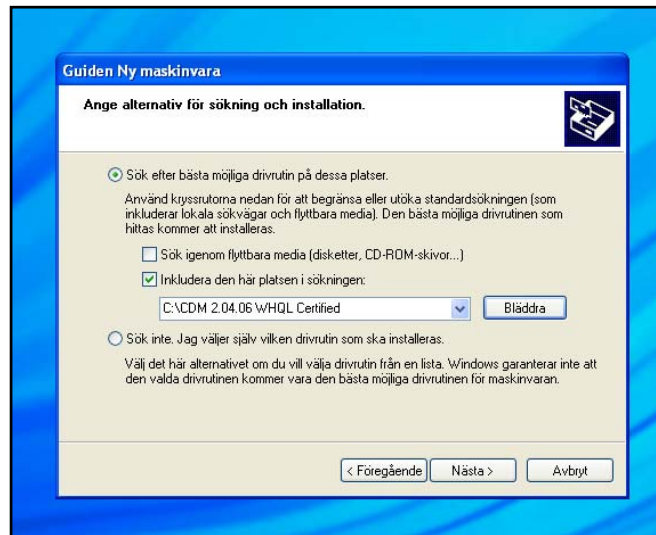 Guiden Ny maskinvara
Ange alternativ för sökning och installation.
Sök efter bästa möjliga drivrutin på dessa platser.
Använd kryssrutorna nedan för att begränsa eller utöka standardsökningen (som
inkluderar lokala sökvägar och flyttbara media). Den bästa möjliga drivrutinen som
hittas kommer att installeras.
Sök igenom flyttbara media (disketter, CD-ROM-skivor...)
Inkludera den här platsen i sökningen:
C:\CDM 2.04.06 WHQL Certified
Bläddra
Sök inte. Jag väljer själv vilken drivrutin som ska installeras.
Välj det här alternativet om du vill välja drivrutin från en lista. Windows garanterar inte att
den valda drivrutinen kommer vara den bästa möjliga drivrutinen för maskinvaran.
< Föregående Nästa > Avbryt